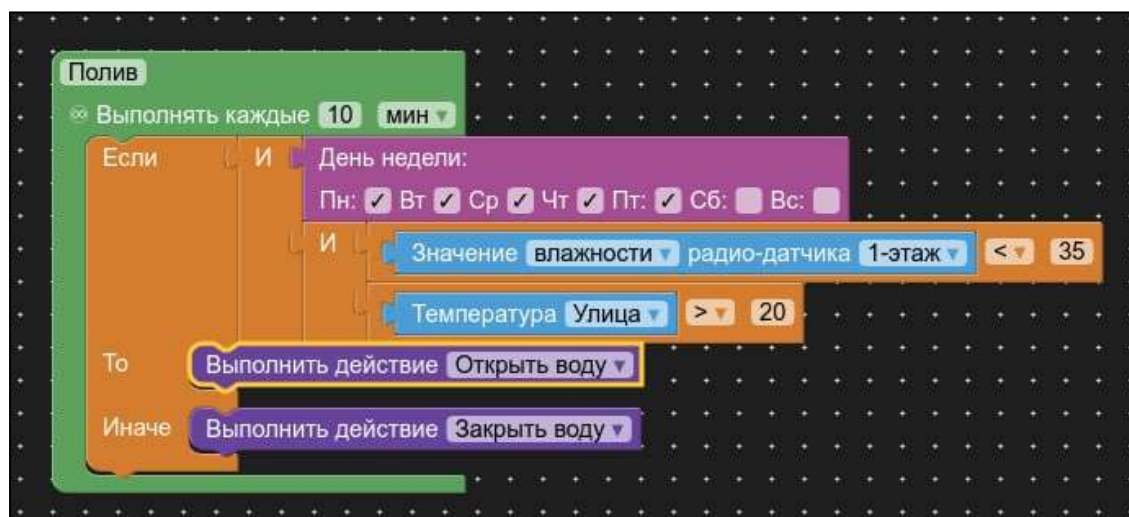 Полив
Выполнять каждые 10 мин
Если И День недели:
Пн: Вт Ср Чт Пт: Сб: Вс:
И Значение влажности радио-датчика 1-этаж < 35
Температура Улица > 20
То Выполнить действие Открыть воду
Иначе Выполнить действие Закрыть воду